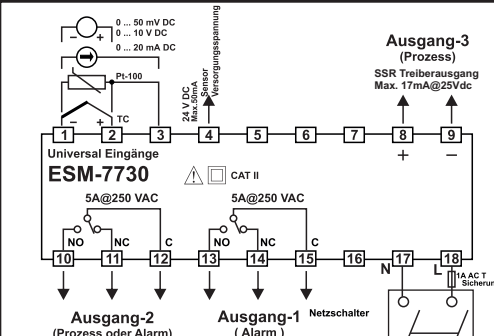 0 ... 50 mV DC
0 ... 10 V DC
0 ... 20 mA DC
Pt-100
TC
24 V DC
Max.50mA
Sensor
Versorgungsspannung
Ausgang-3
(Prozess)
SSR Treiberausgang
Max. 17mA@25Vdc
1 2 3 4 5 6 7 8 9
Universal Eingänge
ESM-7730
CAT II
5A@250 VAC 5A@250 VAC
NO NC C NO NC C
10 11 12 13 14 15 16 17 18
N L
1A AC T
Sicherun
Ausgang-2
(Prozess oder Alarm)
Ausgang-1
( Alarm )
Netzschalter